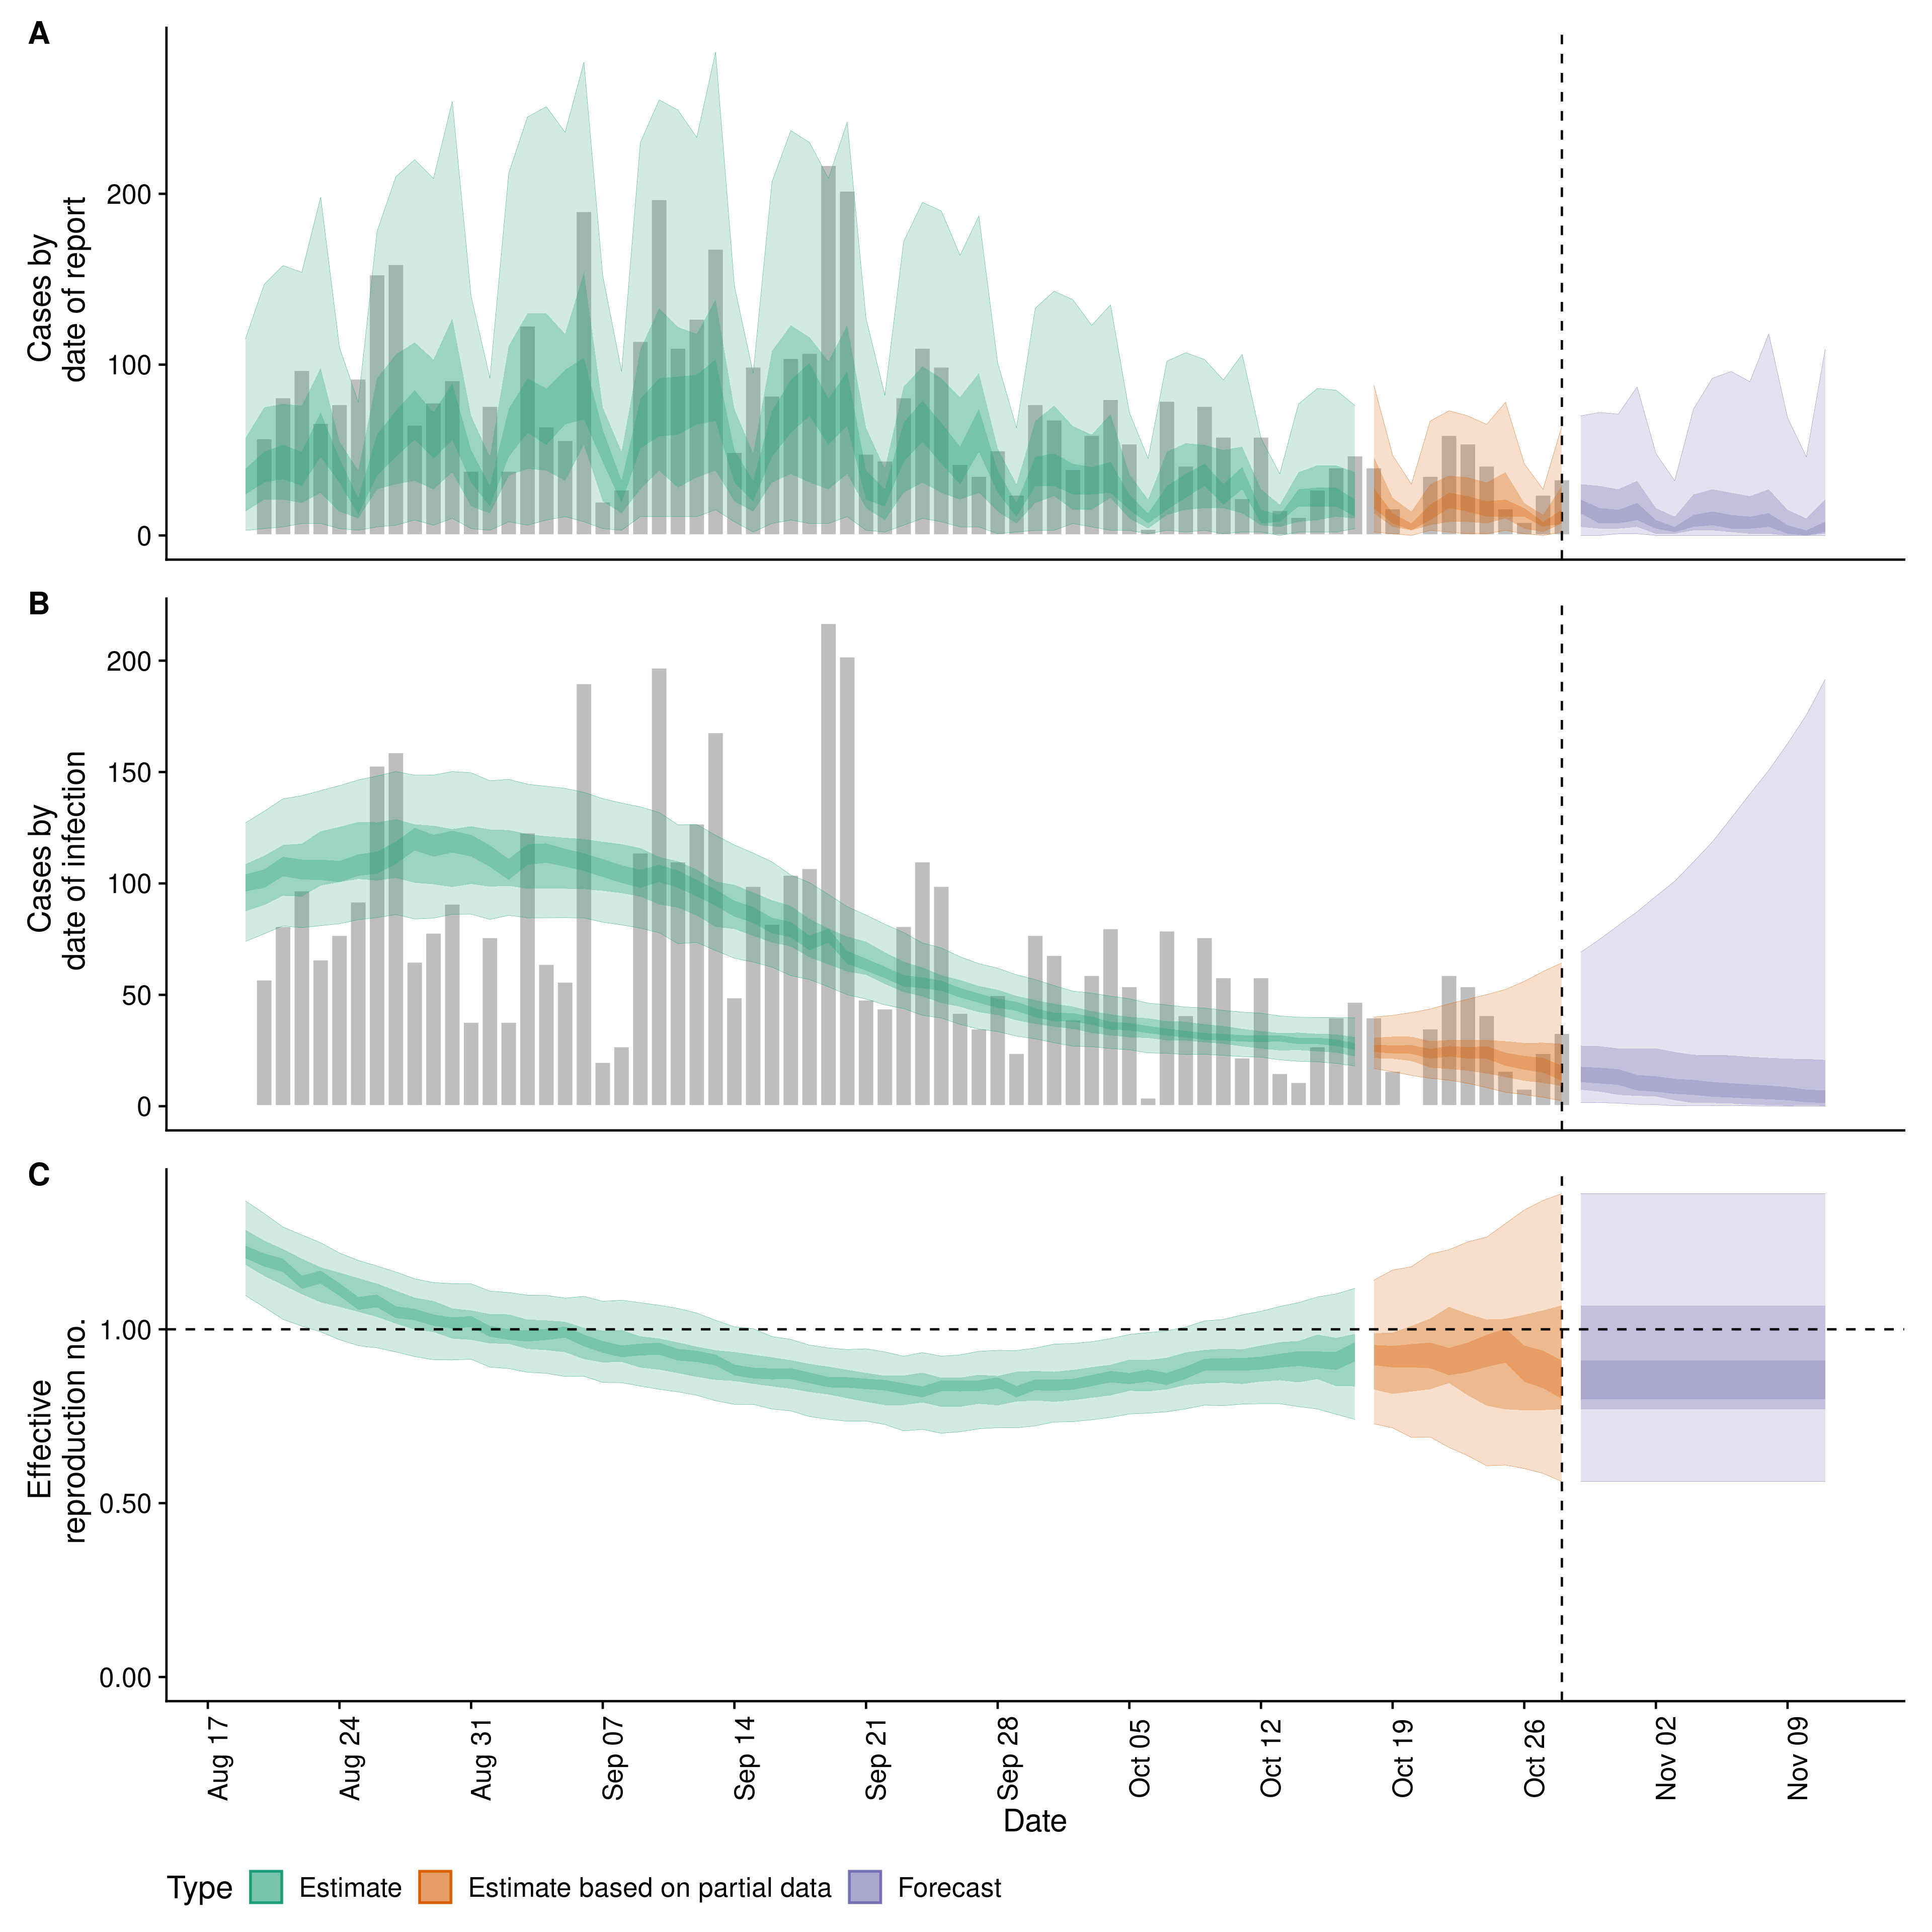 A
Cases by
date of report
200
100
0
B
Cases by
date of infection
200
150
100
50
0
C
Effective
reproduction no.
1.00
0.50
0.00
Aug 17
Aug 24
Aug 31
Sep 07
Sep 14
Sep 21
Sep 28
Oct 05
Oct 12
Oct 19
Oct 26
Nov 02
Nov 09
Date
Type Estimate Estimate based on partial data Forecast